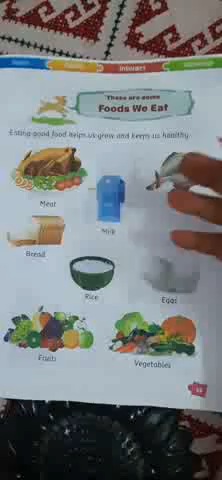 Interact
These are some
Foods We Eat
Eating good food helps us grow and keeps us healthy.
Meat
Milk
Bread
Rice
Eggs
Fruits
Vegetables